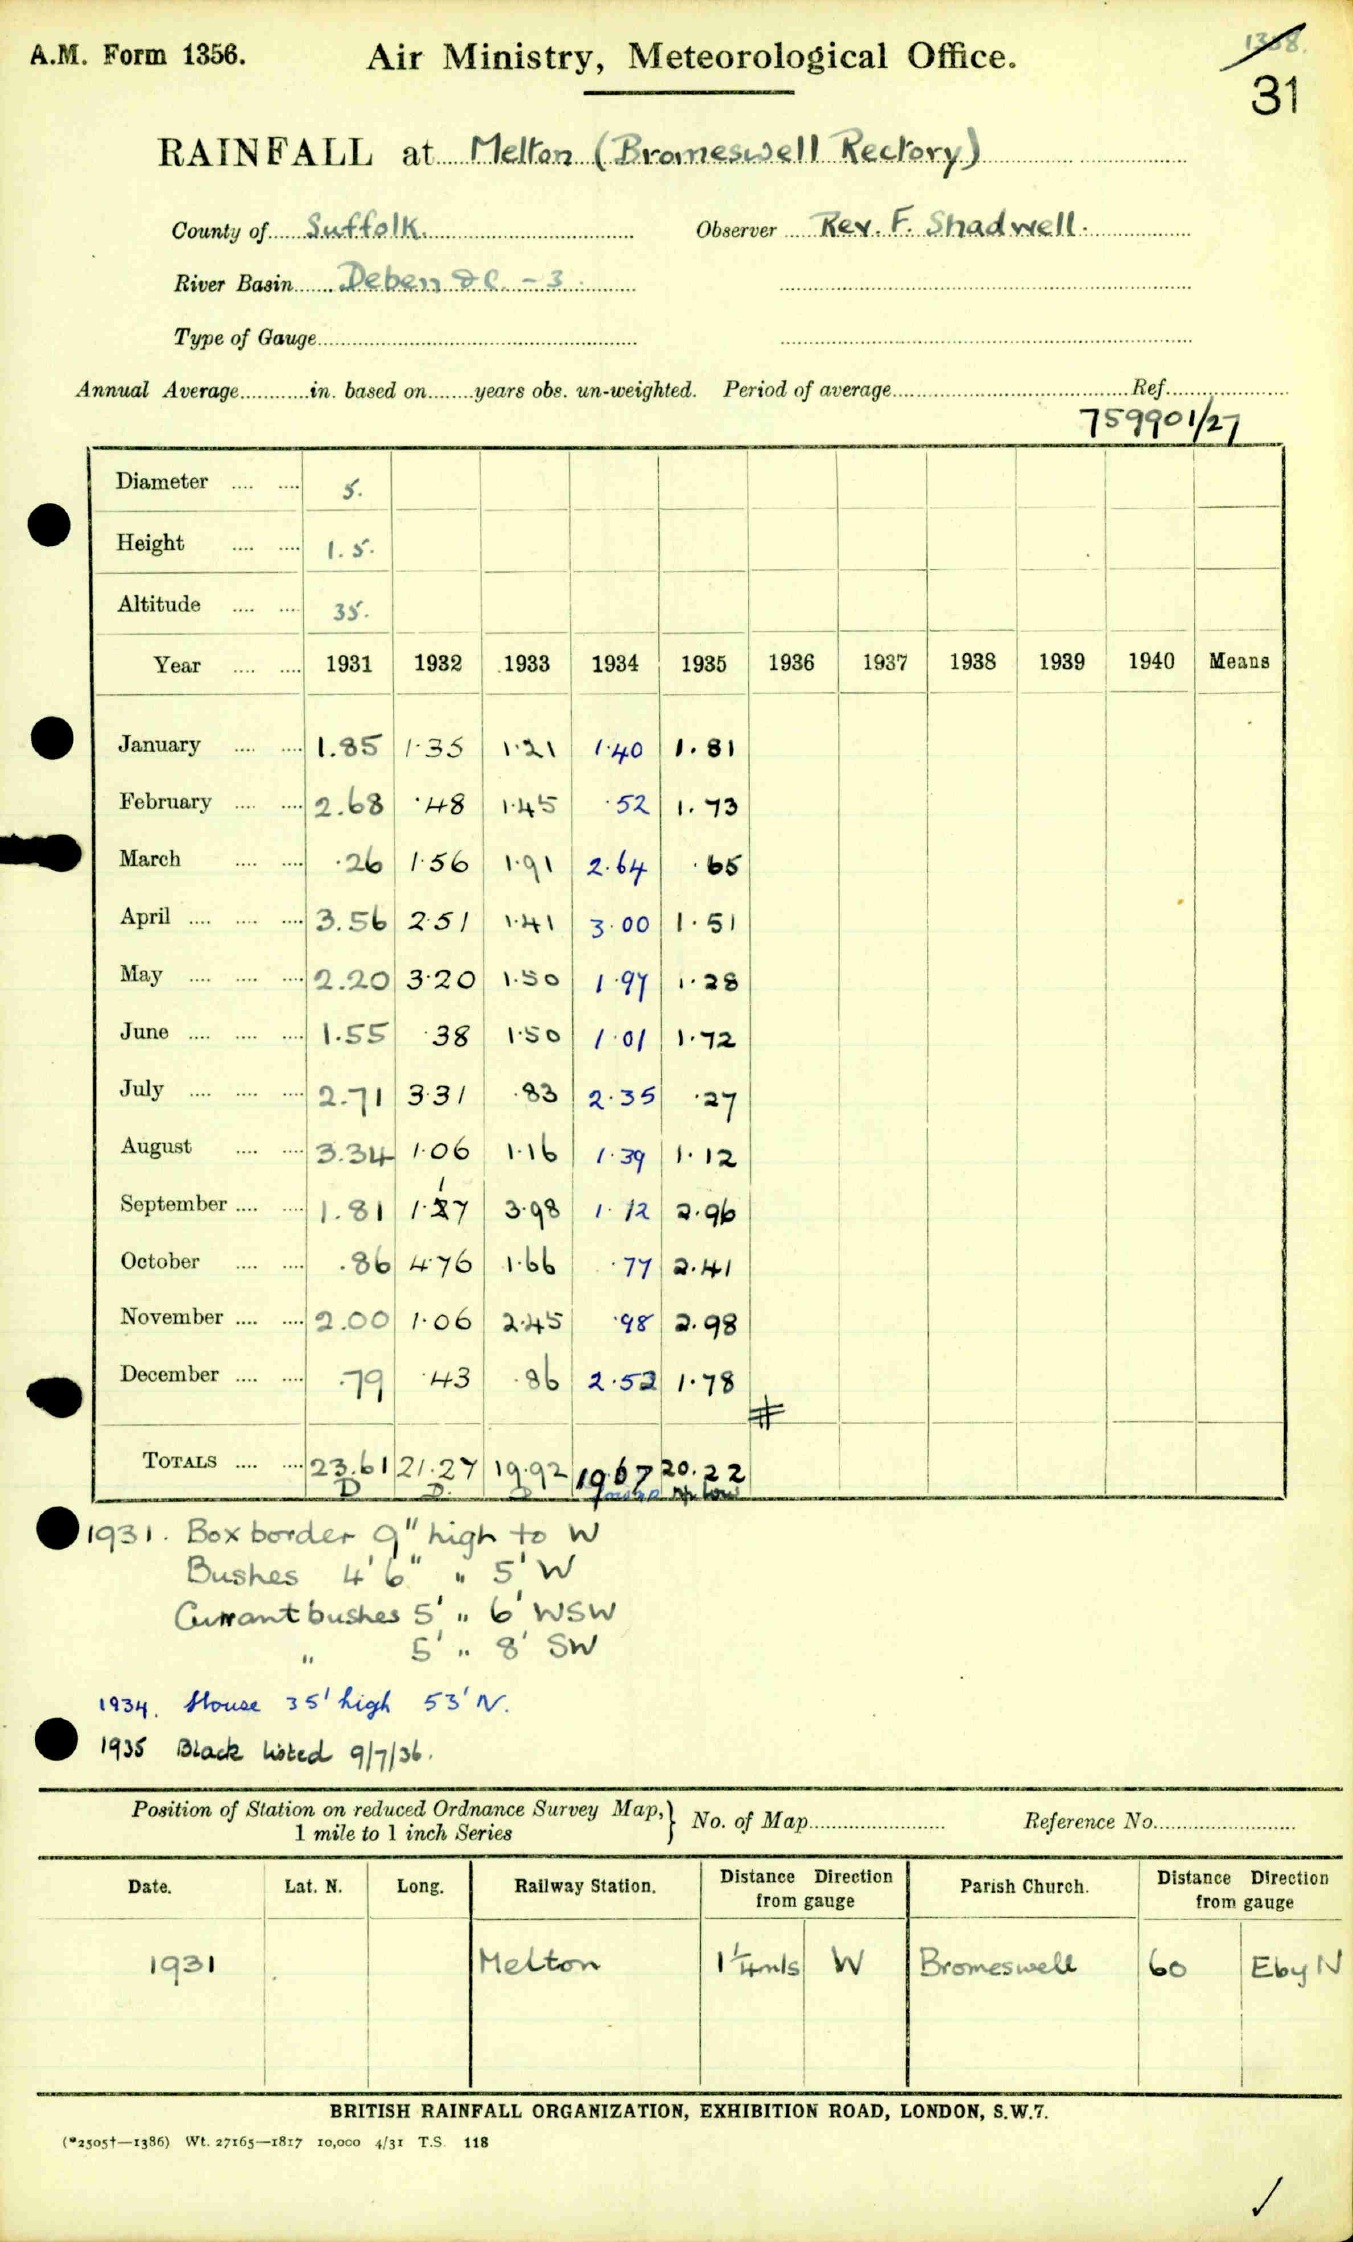 A.M. Form 1356. Air Ministry, Meteorological Office. 1358.
31
RAINFALL at Melton (Bromeswell Rectory)
County of Suffolk. Observer Rev. F. Shadwell.
River Basin Deben &c. - 3
Type of Gauge
Annual Average in. based on years obs. un-weighted. Period of average Ref.
759901/27
Diameter 5.
Height 1.5.
Altitude 35.
Year 1931 1932 1933 1934 1935 1936 1937 1938 1939 1940 Means
January 1.85 1.35 1.21 1.40 1.81
February 2.68 .48 1.45 .52 1.73
March .26 1.56 1.91 2.64 .65
April 3.56 2.51 1.41 3.00 1.51
May 2.20 3.20 1.50 1.97 1.28
June 1.55 .38 1.50 1.01 1.72
July 2.71 3.31 .83 2.35 .27
August 3.34 1.06 1.16 1.39 1.12
September 1.81 1.17 3.98 1.12 2.96
October .86 4.76 1.66 .77 2.41
November 2.00 1.06 2.45 .98 2.98
December .79 .43 .86 2.52 1.78
#
TOTALS 23.61 21.27 19.92 19.67 20.22
D D. D low
1931. Box border 9" high to W
Bushes 4'6" " 5' W
Currant bushes 5' " 6' WSW
" 5' " 8' SW
1934. House 35' high 53' N.
1935 Black listed 9/7/36.
Position of Station on reduced Ordnance Survey Map, 1 mile to 1 inch Series } No. of Map Reference No.
Date. Lat. N. Long. Railway Station. Distance Direction from gauge Parish Church. Distance Direction from gauge
1931 Melton 1¼mls W Bromeswell 60 E by N
BRITISH RAINFALL ORGANIZATION, EXHIBITION ROAD, LONDON, S.W.7.
(*2505†—1386) Wt. 27165—1817 10,000 4/31 T.S. 118